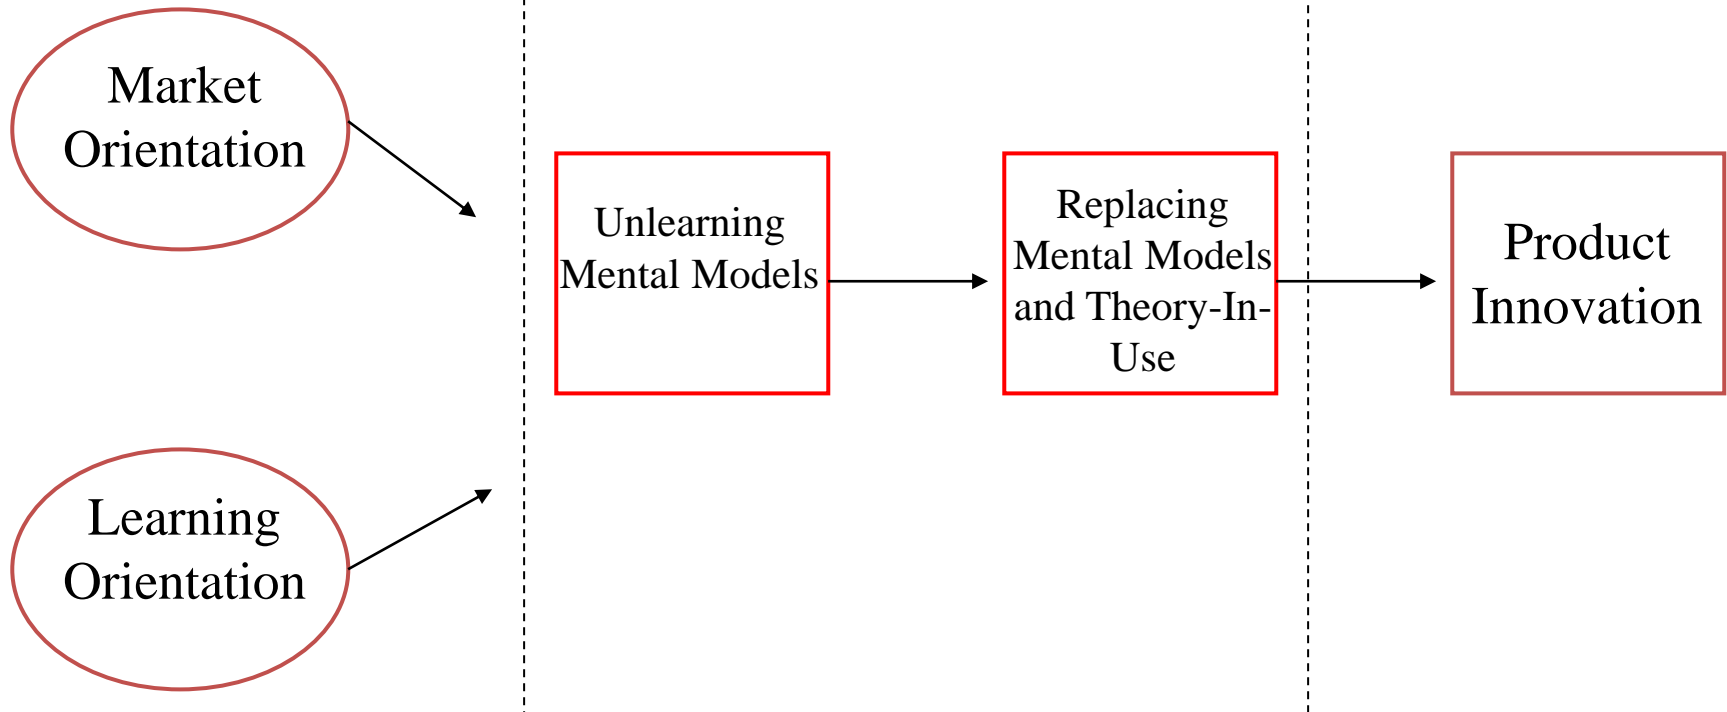 Market
Orientation
Unlearning
Mental Models
Replacing
Mental Models
and Theory-In-
Use
Product
Innovation
Learning
Orientation